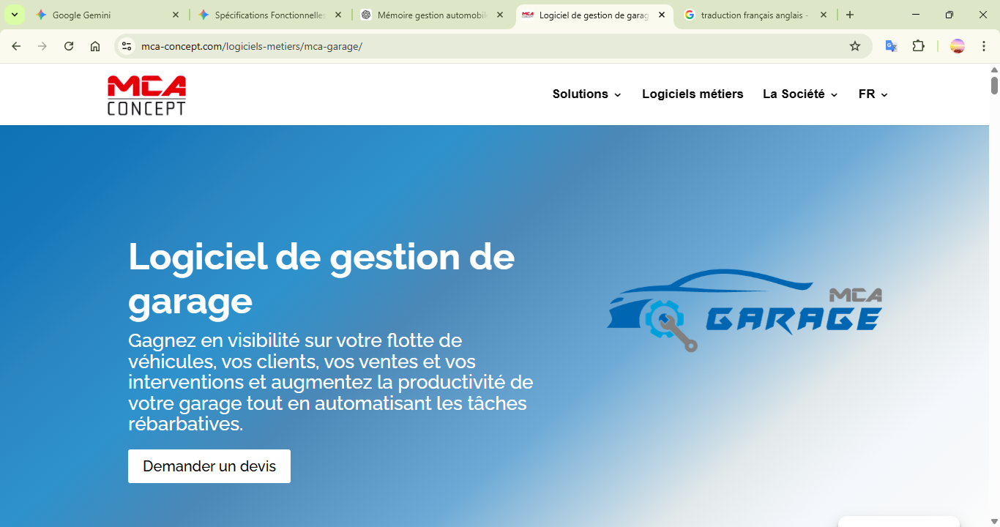 Google Gemini
Spécifications Fonctionnelles
Mémoire gestion automobil
Logiciel de gestion de garag
traduction français anglais -
mca-concept.com/logiciels-metiers/mca-garage/
MCA
CONCEPT
Solutions
Logiciels métiers
La Société
FR
Logiciel de gestion de
garage
Gagnez en visibilité sur votre flotte de
véhicules, vos clients, vos ventes et vos
interventions et augmentez la productivité de
votre garage tout en automatisant les tâches
rébarbatives.
Demander un devis
MCA
GARAGE